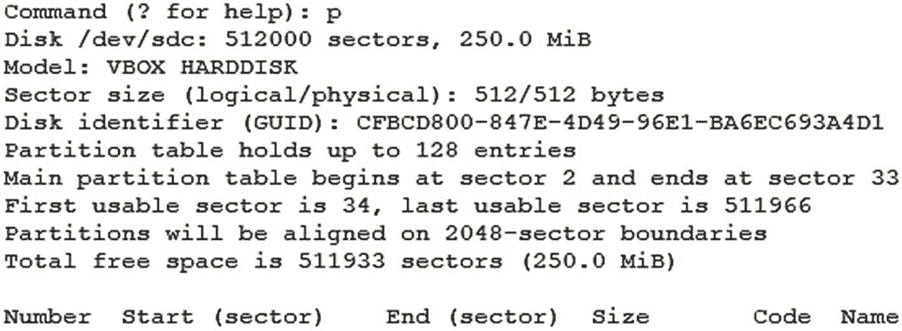 Command (? for help): p
Disk /dev/sdc: 512000 sectors, 250.0 MiB
Model: VBOX HARDDISK
Sector size (logical/physical): 512/512 bytes
Disk identifier (GUID): CFBCD800-847E-4D49-96E1-BA6EC693A4D1
Partition table holds up to 128 entries
Main partition table begins at sector 2 and ends at sector 33
First usable sector is 34, last usable sector is 511966
Partitions will be aligned on 2048-sector boundaries
Total free space is 511933 sectors (250.0 MiB)
Number Start (sector) End (sector) Size Code Name